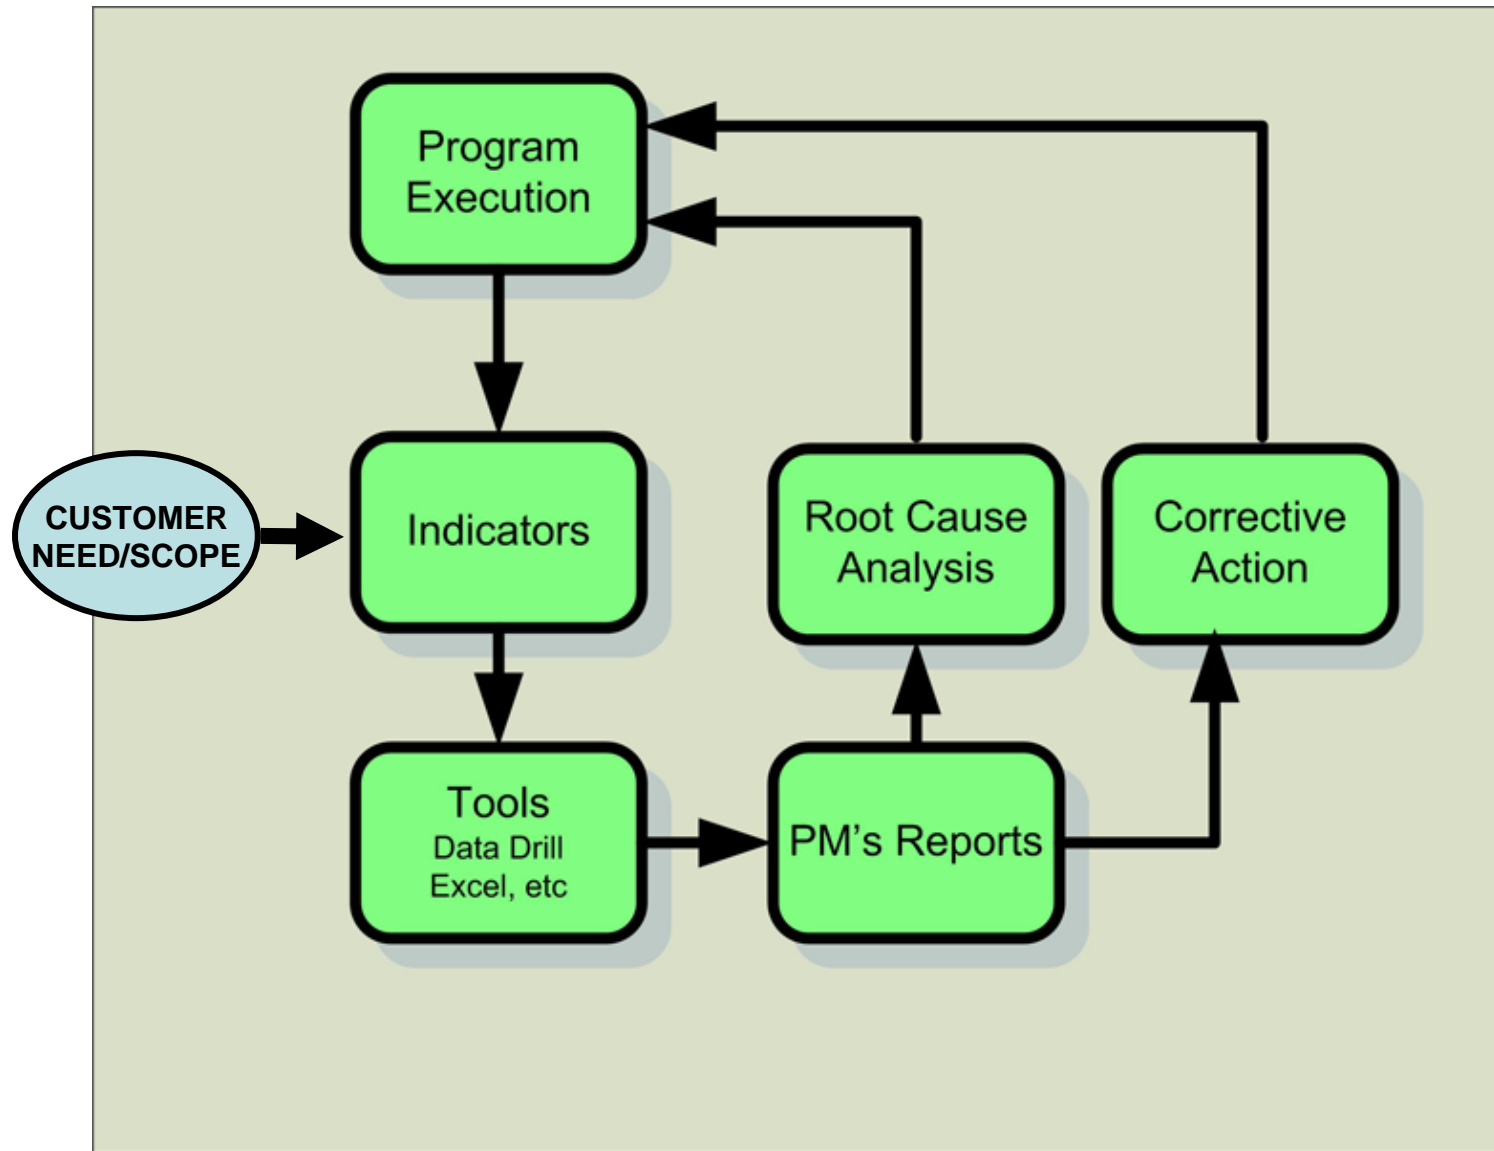 Program
Execution
CUSTOMER
NEED/SCOPE
Indicators
Root Cause
Analysis
Corrective
Action
Tools
Data Drill
Excel, etc
PM’s Reports